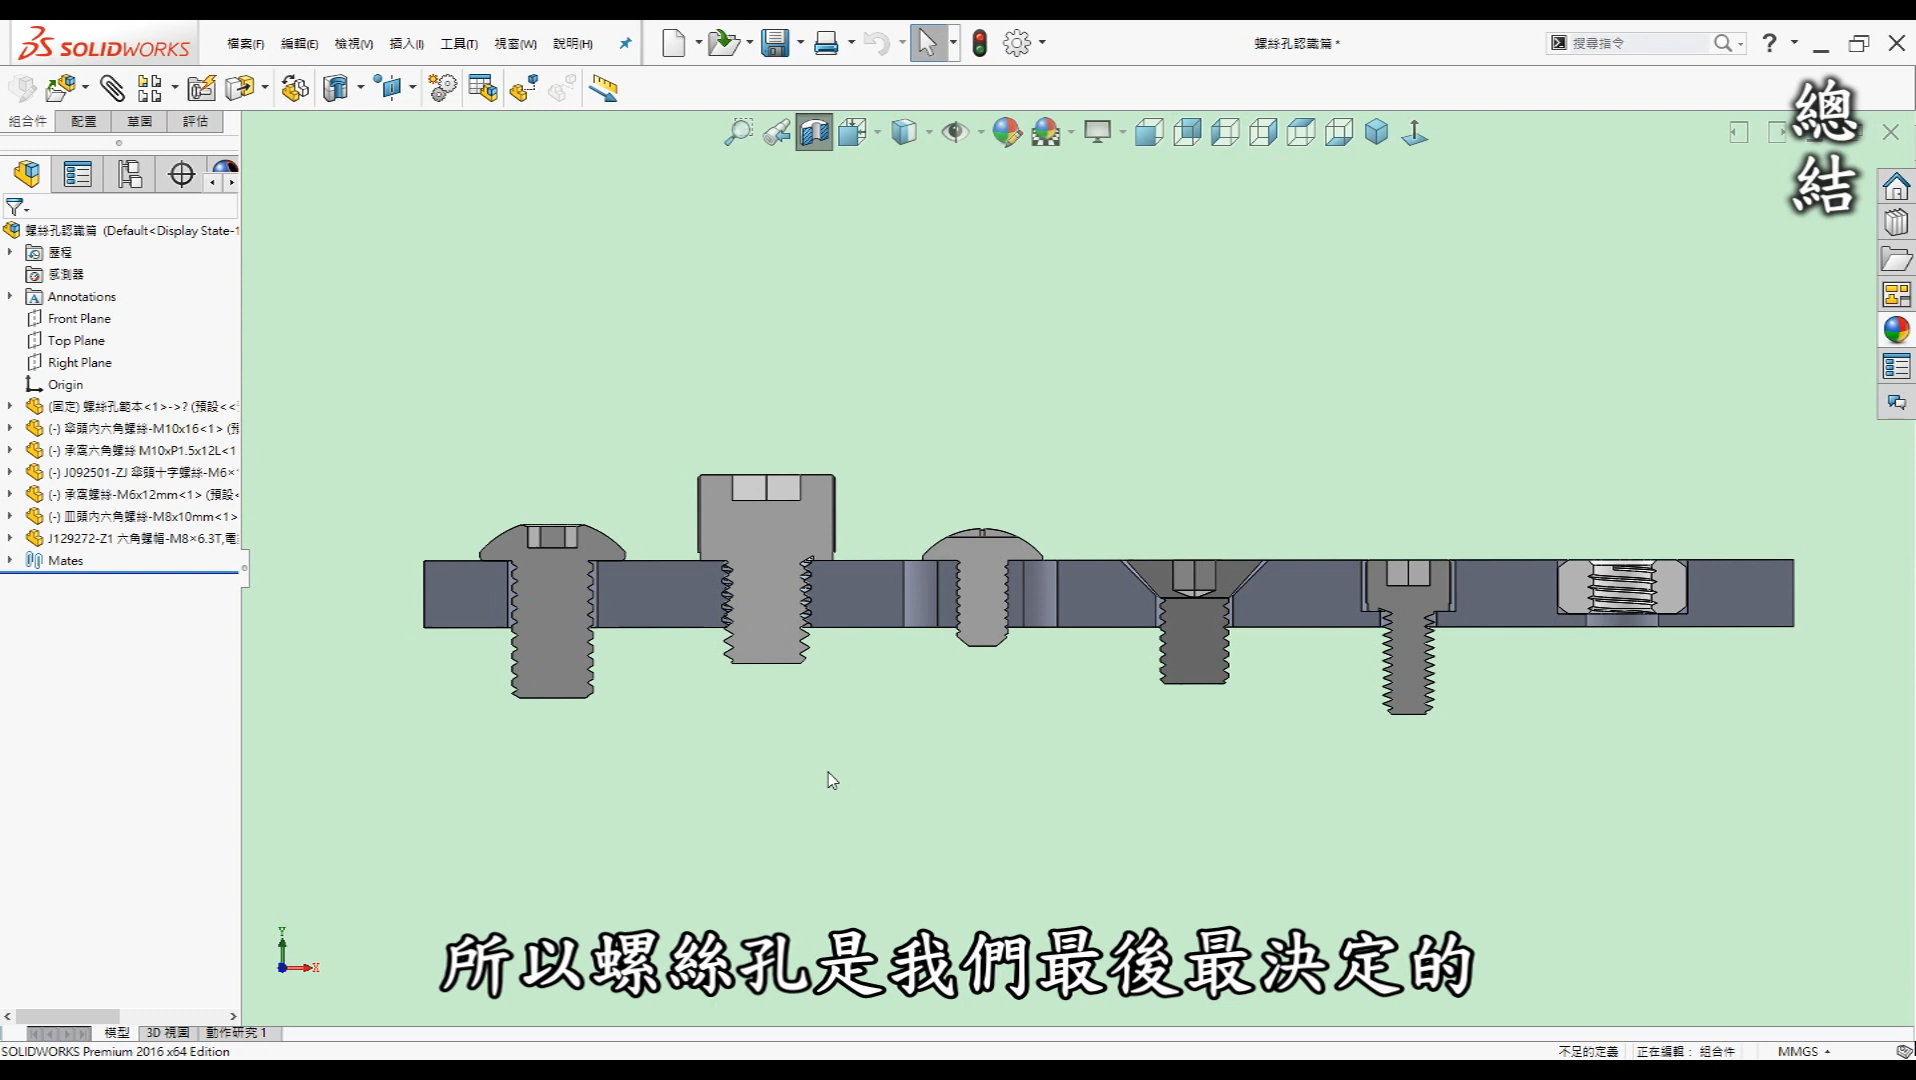 SOLIDWORKS
檔案(F) 編輯(E) 檢視(V) 插入(I) 工具(T) 視窗(W) 說明(H)
螺絲孔認識篇 *
搜尋指令
?
組合件 配置 草圖 評估
總結
螺絲孔認識篇 (Default<Display State-1
歷程
感測器
A Annotations
Front Plane
Top Plane
Right Plane
Origin
(固定) 螺絲孔範本<1>->? (預設<<
(-) 傘頭內六角螺絲-M10x16<1> (預
(-) 承窩六角螺絲 M10xP1.5x12L<1
(-) J092501-ZJ 傘頭十字螺絲-M6×
(-) 承窩螺絲-M6x12mm<1> (預設<
(-) 皿頭內六角螺絲-M8x10mm<1>
J129272-Z1 六角螺帽-M8×6.3T,電
Mates
Y
X
所以螺絲孔是我們最後最決定的
模型 3D 視圖 動作研究 1
SOLIDWORKS Premium 2016 x64 Edition
不足的定義 正在編輯： 組合件 MMGS